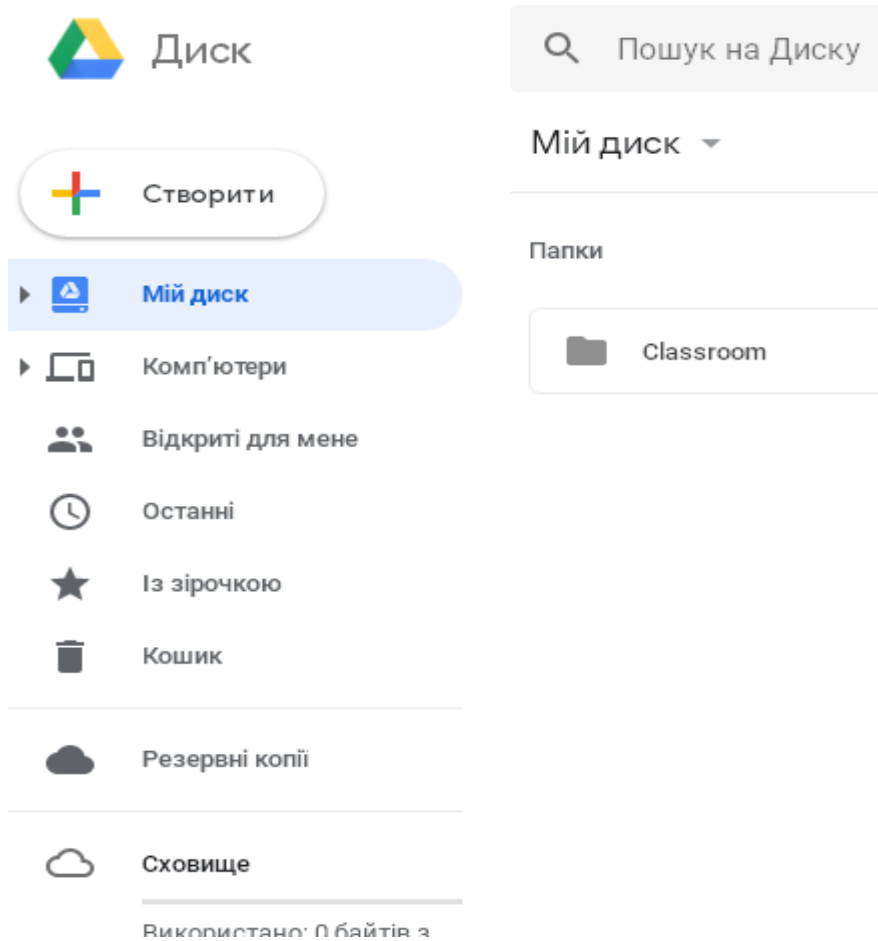 Диск
Пошук на Диску
Створити
Мій диск
Папки
Classroom
Мій диск
Комп'ютери
Відкриті для мене
Останні
Із зірочкою
Кошик
Резервні копії
Сховище
Використано: 0 байтів з